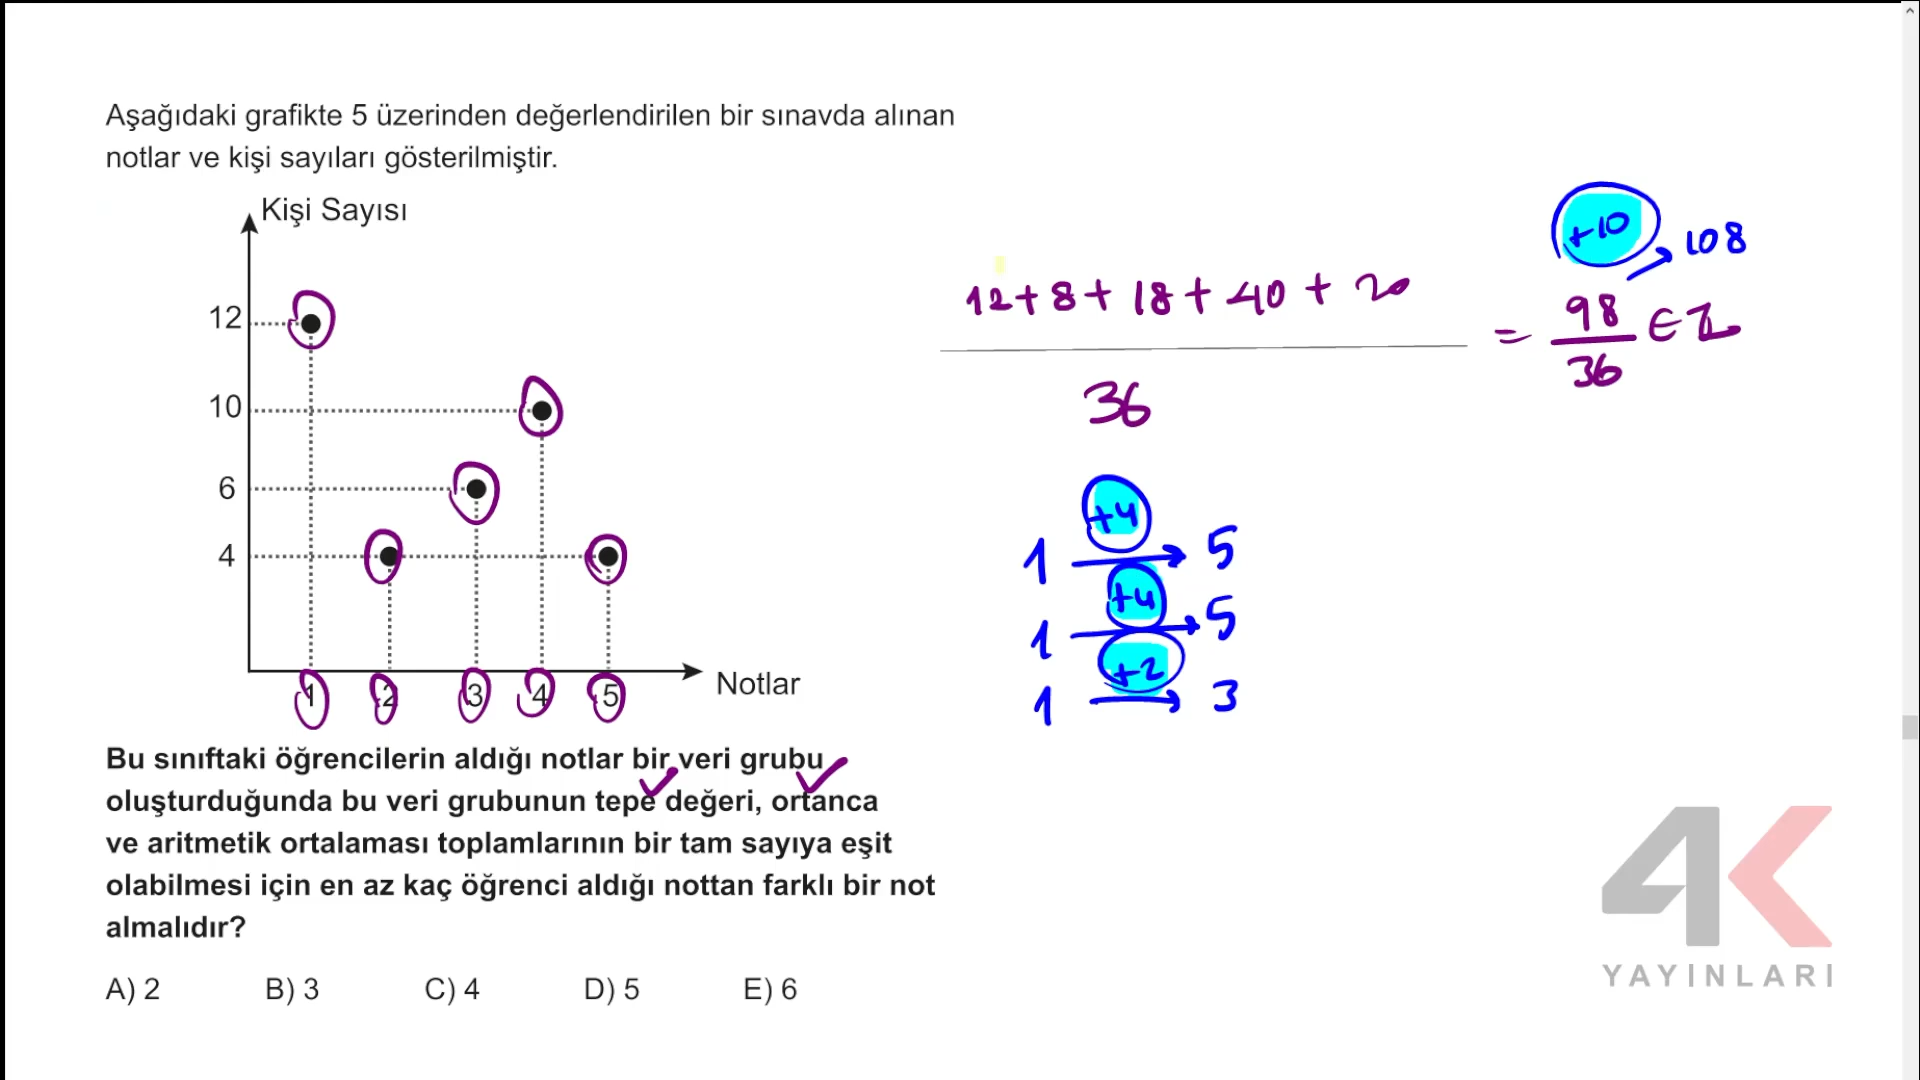 Aşağıdaki grafikte 5 üzerinden değerlendirilen bir sınavda alınan
notlar ve kişi sayıları gösterilmiştir.
Kişi Sayısı
12
10
6
4
1 2 3 4 5 Notlar
12+8+18+40+20
36
= 98/36 ∈ Z
+10
108
+4
1 → 5
+4
1 → 5
+2
1 → 3
Bu sınıftaki öğrencilerin aldığı notlar bir veri grubu
oluşturduğunda bu veri grubunun tepe değeri, ortanca
ve aritmetik ortalaması toplamlarının bir tam sayıya eşit
olabilmesi için en az kaç öğrenci aldığı nottan farklı bir not
almalıdır?
A) 2 B) 3 C) 4 D) 5 E) 6
4K
YAYINLARI